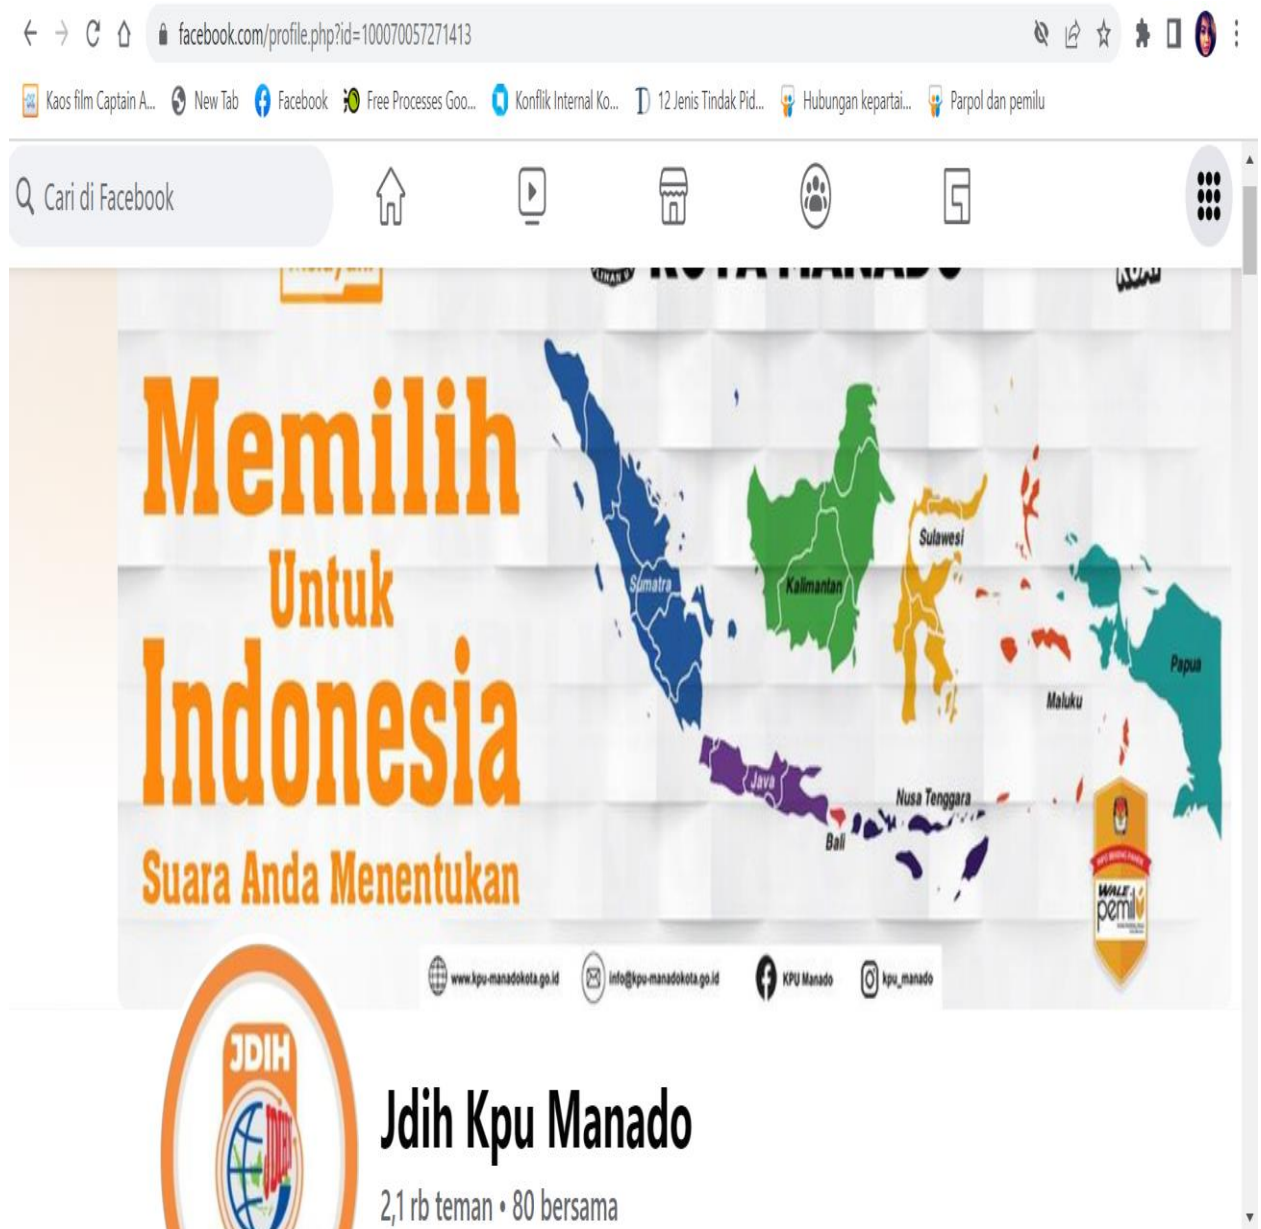 facebook.com/profile.php?id=100070057271413
Kaos film Captain A...
New Tab
Facebook
Free Processes Goo...
Konflik Internal Ko...
12 Jenis Tindak Pid...
Hubungan kepartai...
Parpol dan pemilu
Cari di Facebook
KOTA MANADO
Memilih
Untuk
Indonesia
Suara Anda Menentukan
Sumatra
Kalimantan
Sulawesi
Papua
Maluku
Java
Bali
Nusa Tenggara
WALE
pemilu
www.kpu-manadokota.go.id
info@kpu-manadokota.go.id
KPU Manado
kpu_manado
JDIH
Jdih Kpu Manado
2,1 rb teman • 80 bersama